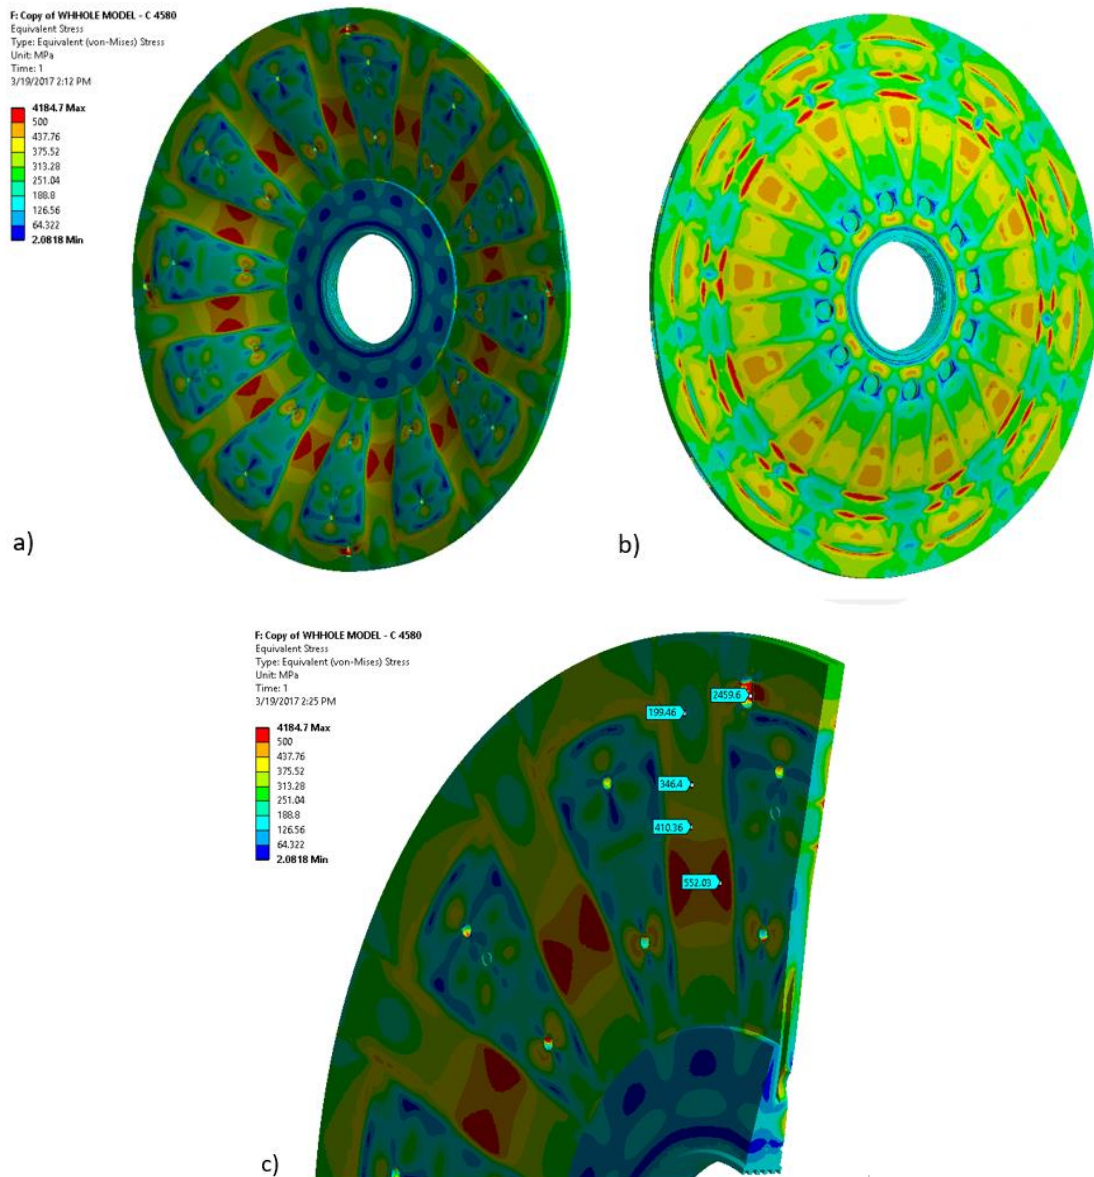 F: Copy of WHHOLE MODEL - C 4580
Equivalent Stress
Type: Equivalent (von-Mises) Stress
Unit: MPa
Time: 1
3/19/2017 2:12 PM
4184.7 Max
500
437.76
375.52
313.28
251.04
188.8
126.56
64.322
2.0818 Min
a)
b)
F: Copy of WHHOLE MODEL - C 4580
Equivalent Stress
Type: Equivalent (von-Mises) Stress
Unit: MPa
Time: 1
3/19/2017 2:25 PM
4184.7 Max
500
437.76
375.52
313.28
251.04
188.8
126.56
64.322
2.0818 Min
2459.6
199.46
346.4
410.36
552.03
c)